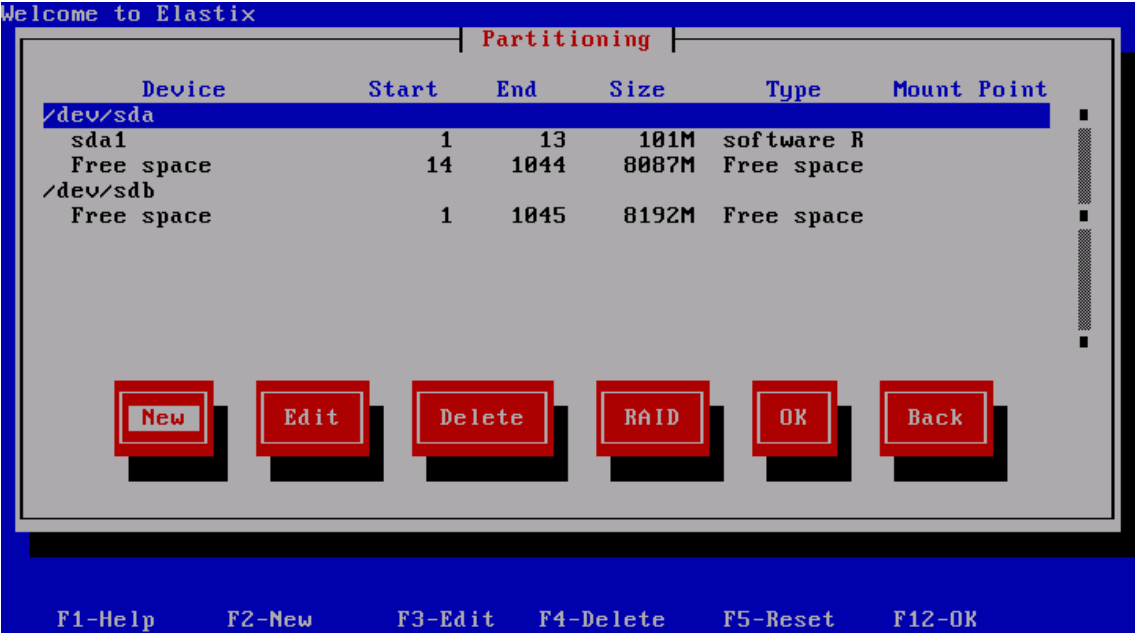 Welcome to Elastix
Partitioning
Device Start End Size Type Mount Point
/dev/sda
sda1 1 13 101M software R
Free space 14 1044 8087M Free space
/dev/sdb
Free space 1 1045 8192M Free space
New Edit Delete RAID OK Back
F1-Help F2-New F3-Edit F4-Delete F5-Reset F12-OK